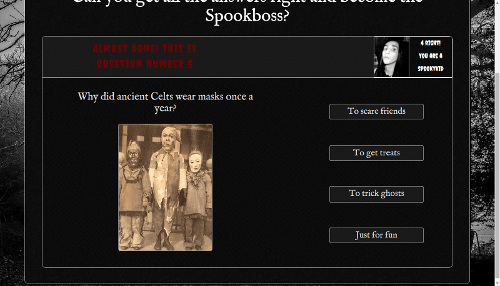 Can you get all the answers right and become the
Spookboss?
ALMOST DONE! THIS IS
QUESTION NUMBER 5
4 RIGHT!
YOU ARE A
SPOOKYKID
Why did ancient Celts wear masks once a
year?
To scare friends
To get treats
To trick ghosts
Just for fun